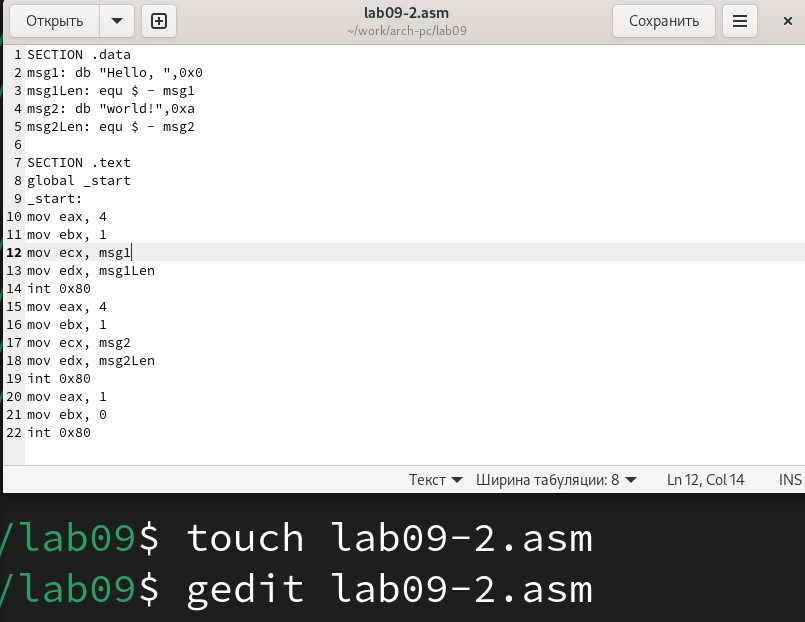 Открыть
lab09-2.asm
~/work/arch-pc/lab09
Сохранить
1 SECTION .data
2 msg1: db "Hello, ",0x0
3 msg1Len: equ $ - msg1
4 msg2: db "world!",0xa
5 msg2Len: equ $ - msg2
6
7 SECTION .text
8 global _start
9 _start:
10 mov eax, 4
11 mov ebx, 1
12 mov ecx, msg1
13 mov edx, msg1Len
14 int 0x80
15 mov eax, 4
16 mov ebx, 1
17 mov ecx, msg2
18 mov edx, msg2Len
19 int 0x80
20 mov eax, 1
21 mov ebx, 0
22 int 0x80
Текст Ширина табуляции: 8 Ln 12, Col 14 INS
/lab09$ touch lab09-2.asm
/lab09$ gedit lab09-2.asm